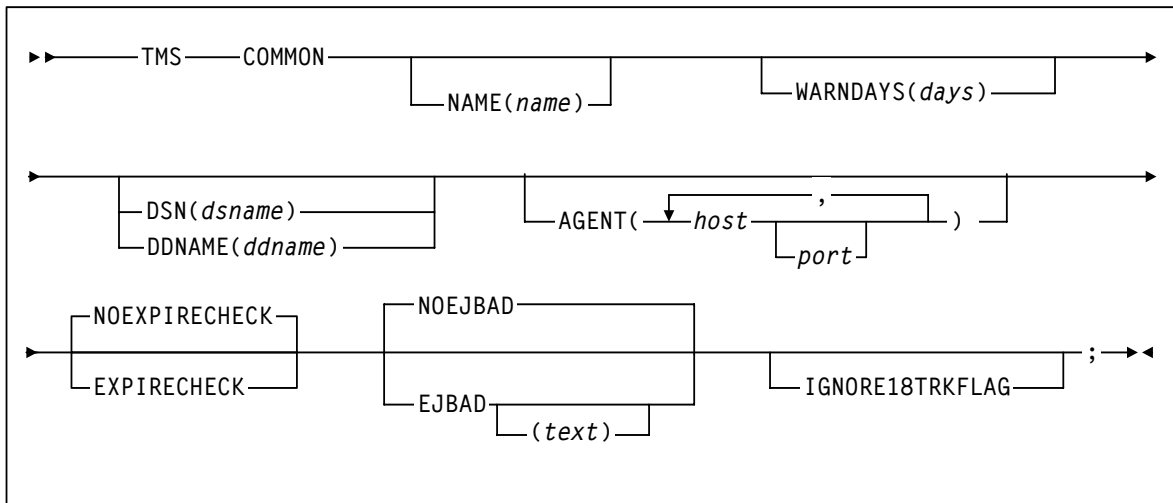 TMS COMMON
NAME(name) WARNDAYS(days)
DSN(dsname)
DDNAME(ddname)
AGENT( host , )
port
NOEXPIRECHECK NOEJBAD
;
EXPIRECHECK EJBAD IGNORE18TRKFLAG
(text)